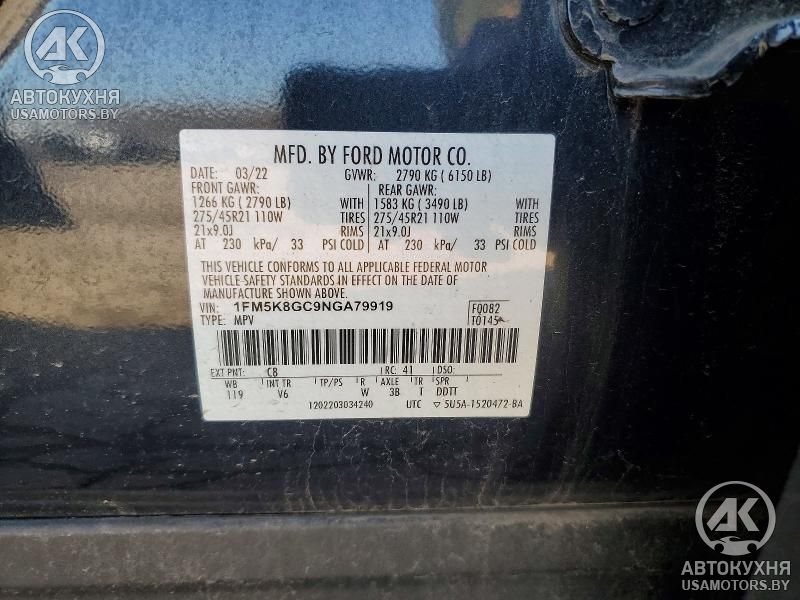 AK
АВТОКУХНЯ
USAMOTORS.BY
MFD. BY FORD MOTOR CO.
DATE: 03/22 GVWR: 2790 KG ( 6150 LB)
FRONT GAWR: REAR GAWR:
1266 KG ( 2790 LB) WITH 1583 KG ( 3490 LB) WITH
275/45R21 110W TIRES 275/45R21 110W TIRES
21x9.0J RIMS 21x9.0J RIMS
AT 230 kPa/ 33 PSI COLD AT 230 kPa/ 33 PSI COLD
THIS VEHICLE CONFORMS TO ALL APPLICABLE FEDERAL MOTOR
VEHICLE SAFETY STANDARDS IN EFFECT ON THE DATE OF
MANUFACTURE SHOWN ABOVE.
VIN: 1FM5K8GC9NGA79919 F0082
TYPE: MPV T0145
EXT PNT: C8 RC: 41 DSO:
WB INT TR TP/PS R AXLE TR SPR
119 V6 W 3B T DDTT
1202203034240 UTC ▽ 5U5A-1520472-BA
AK
АВТОКУХНЯ
USAMOTORS.BY